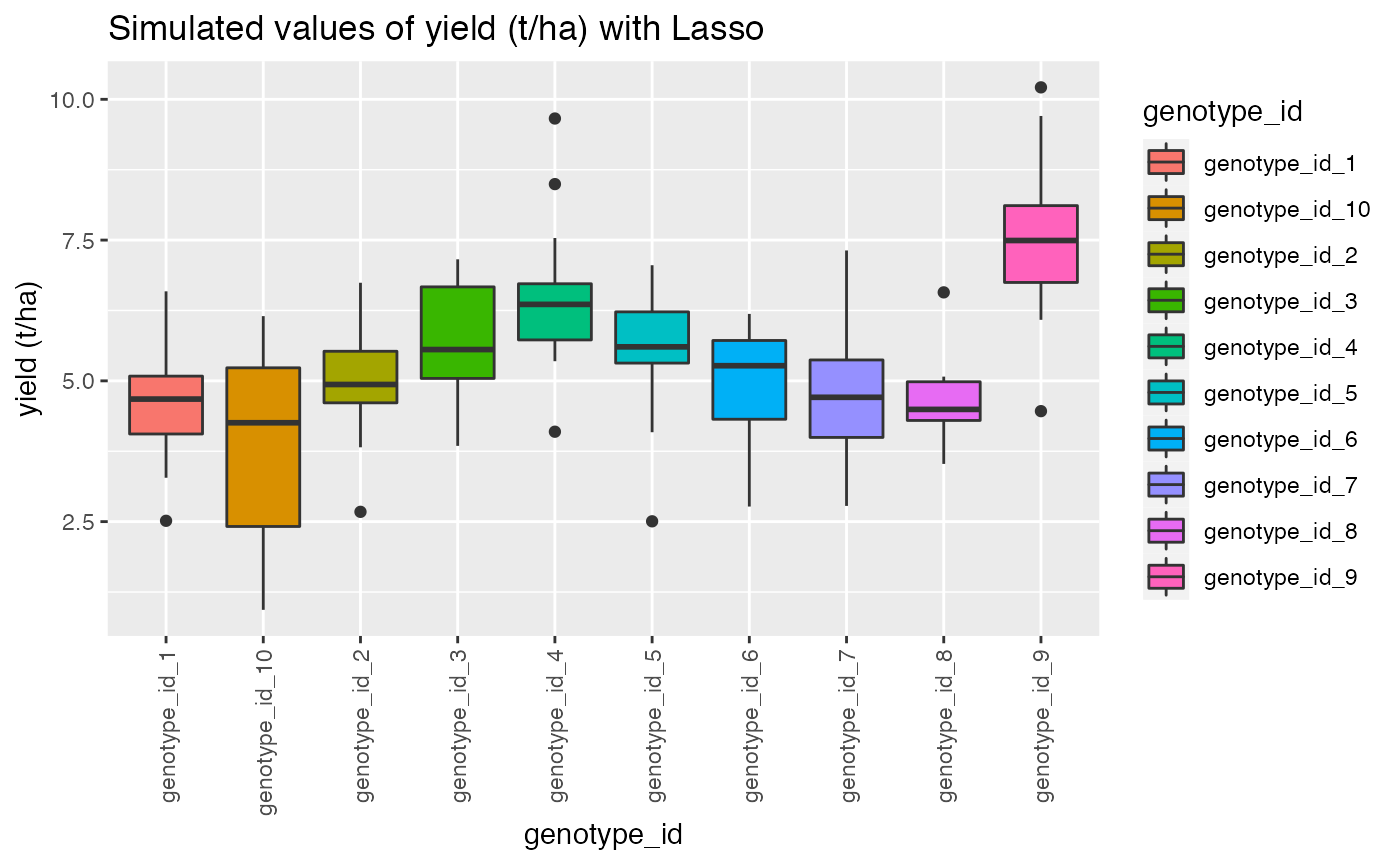 Simulated values of yield (t/ha) with Lasso
yield (t/ha)
10.0
7.5
5.0
2.5
genotype_id_1
genotype_id_10
genotype_id_2
genotype_id_3
genotype_id_4
genotype_id_5
genotype_id_6
genotype_id_7
genotype_id_8
genotype_id_9
genotype_id
genotype_id
genotype_id_1
genotype_id_10
genotype_id_2
genotype_id_3
genotype_id_4
genotype_id_5
genotype_id_6
genotype_id_7
genotype_id_8
genotype_id_9